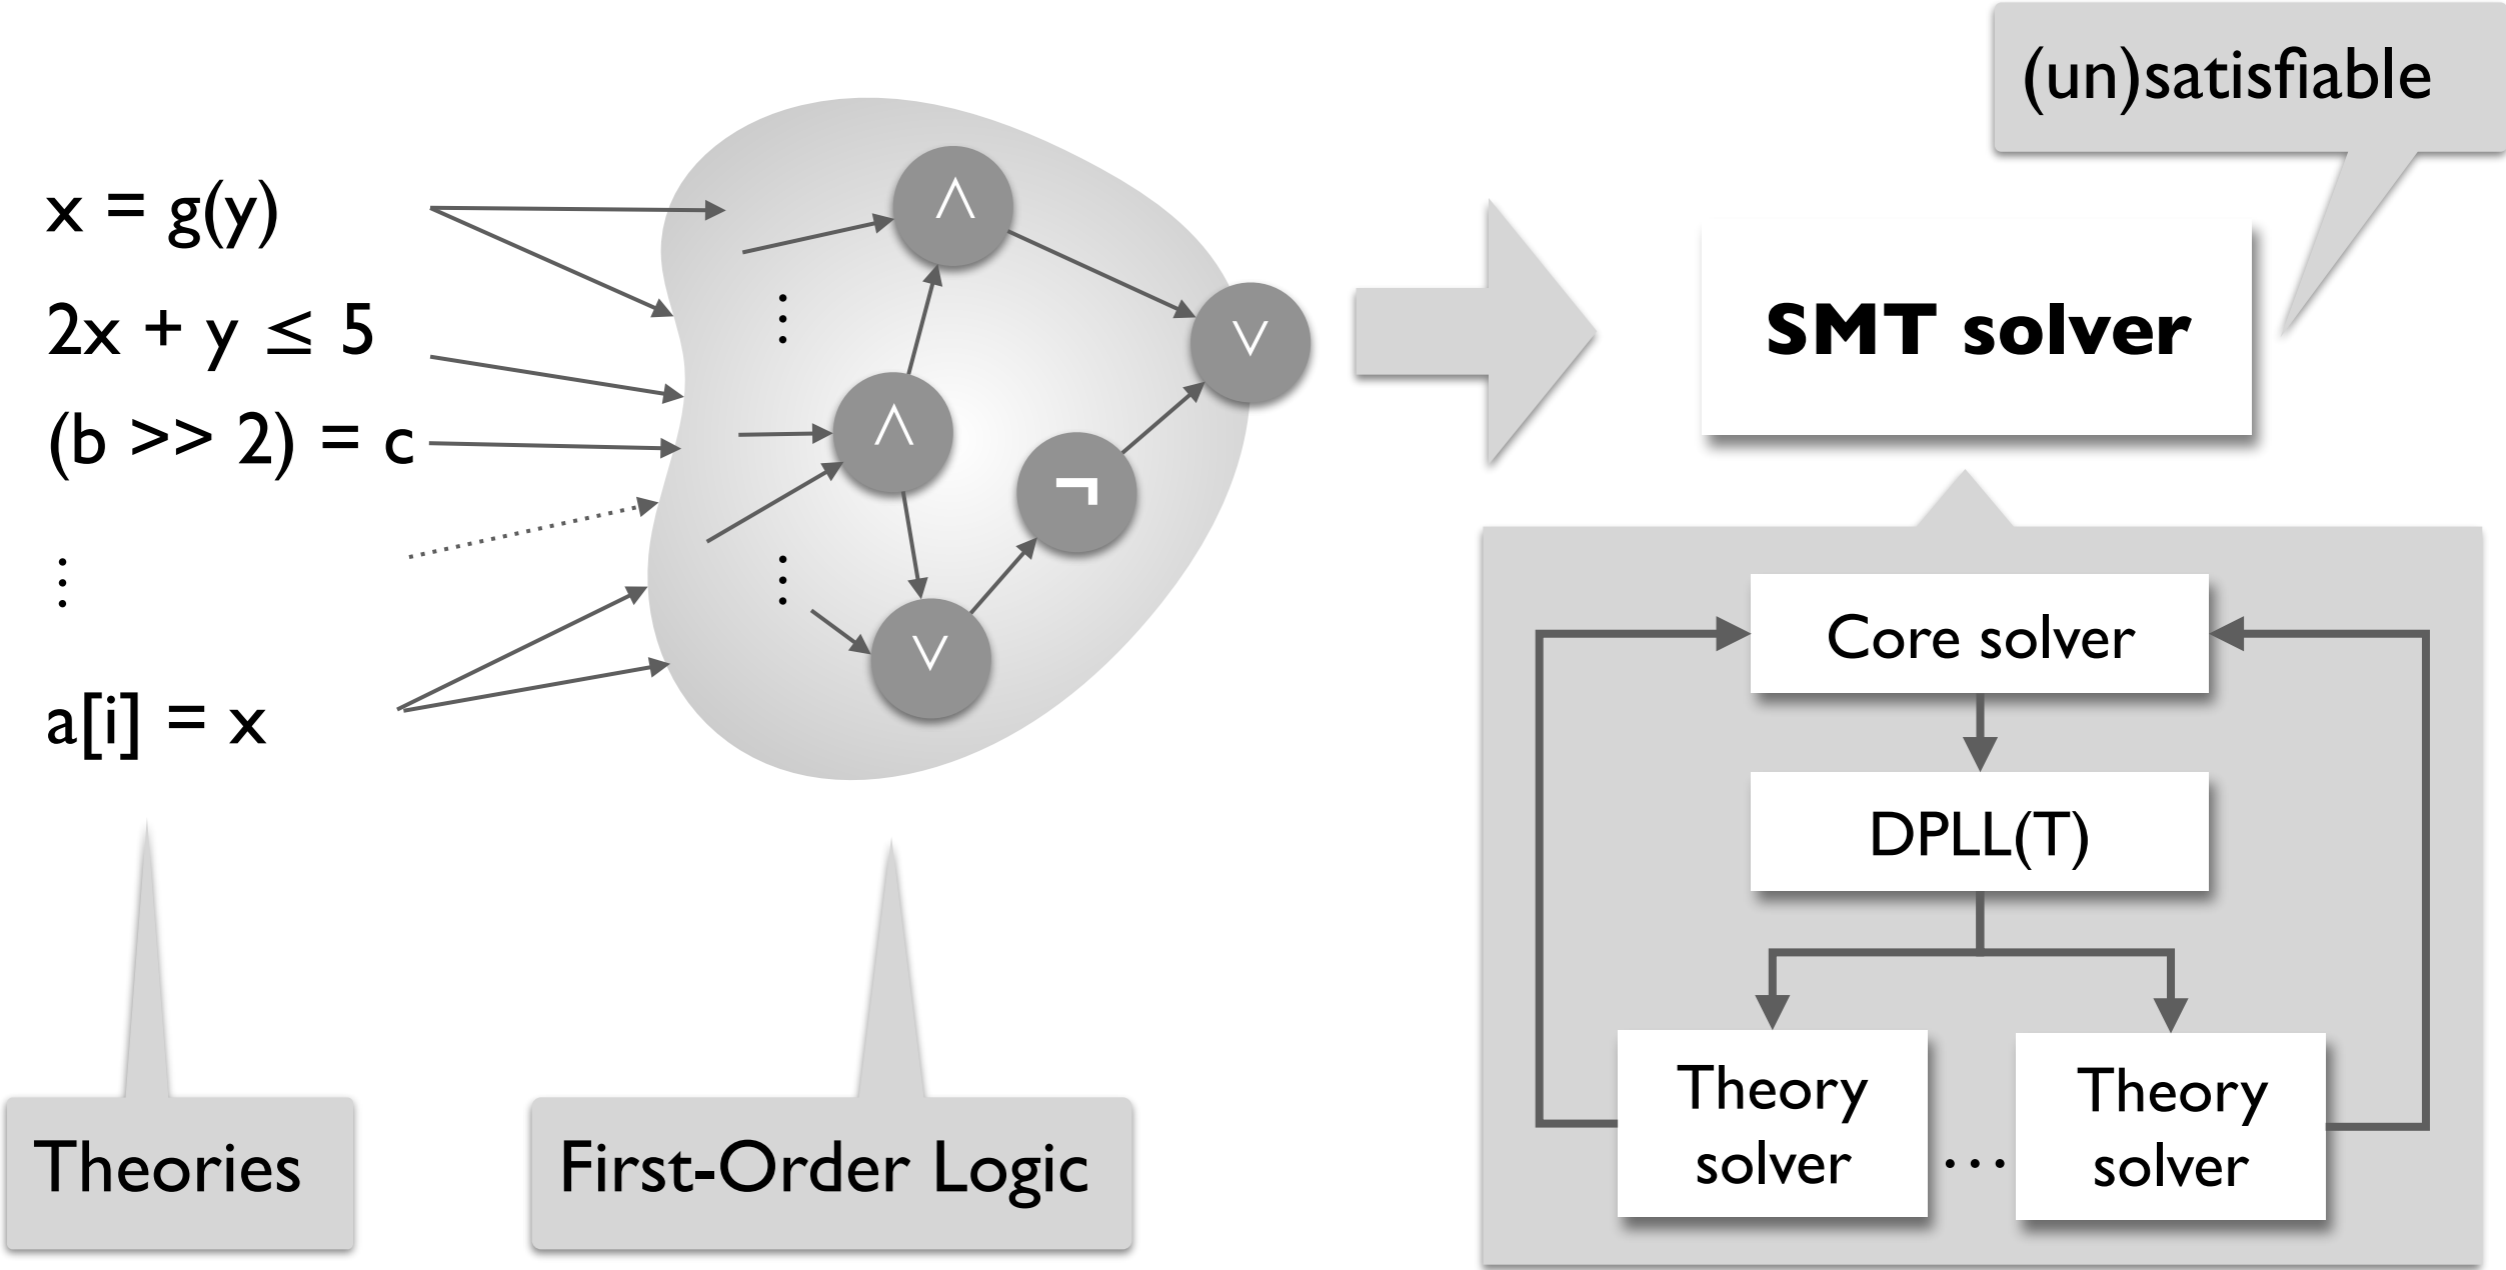 x = g(y)
2x + y ≤ 5
(b >> 2) = c
⋮
a[i] = x
Theories
∧
∨
⋮
∧
¬
⋮
∨
First-Order Logic
(un)satisfiable
SMT solver
Core solver
DPLL(T)
Theory
solver
...
Theory
solver